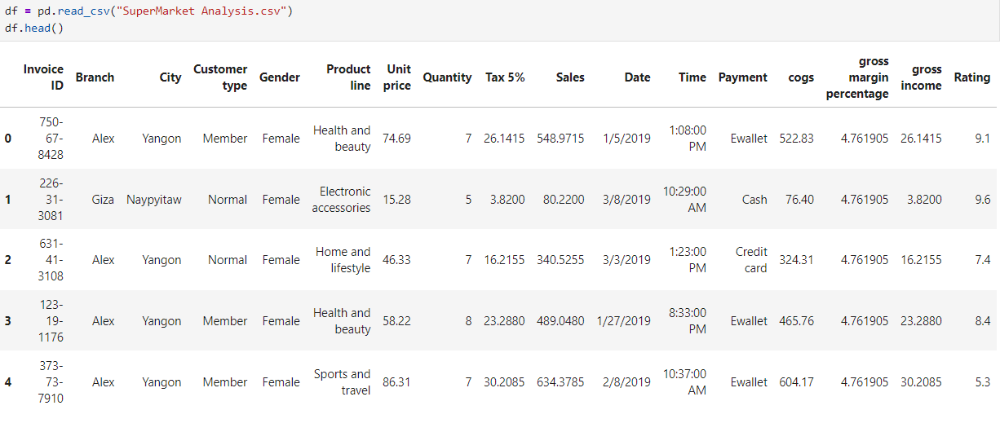 df = pd.read_csv("SuperMarket Analysis.csv")
df.head()
Invoice ID Branch City Customer type Gender Product line Unit price Quantity Tax 5% Sales Date Time Payment cogs gross margin percentage gross income Rating
0 750-67-8428 Alex Yangon Member Female Health and beauty 74.69 7 26.1415 548.9715 1/5/2019 1:08:00 PM Ewallet 522.83 4.761905 26.1415 9.1
1 226-31-3081 Giza Naypyitaw Normal Female Electronic accessories 15.28 5 3.8200 80.2200 3/8/2019 10:29:00 AM Cash 76.40 4.761905 3.8200 9.6
2 631-41-3108 Alex Yangon Normal Female Home and lifestyle 46.33 7 16.2155 340.5255 3/3/2019 1:23:00 PM Credit card 324.31 4.761905 16.2155 7.4
3 123-19-1176 Alex Yangon Member Female Health and beauty 58.22 8 23.2880 489.0480 1/27/2019 8:33:00 PM Ewallet 465.76 4.761905 23.2880 8.4
4 373-73-7910 Alex Yangon Member Female Sports and travel 86.31 7 30.2085 634.3785 2/8/2019 10:37:00 AM Ewallet 604.17 4.761905 30.2085 5.3